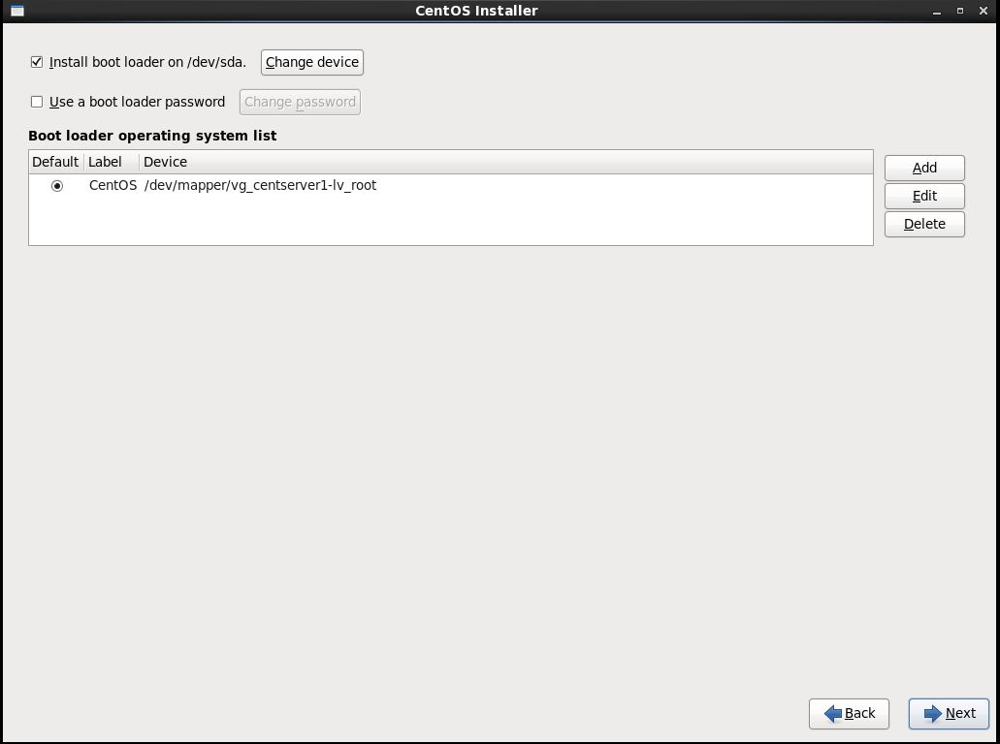 CentOS Installer
Install boot loader on /dev/sda. Change device
Use a boot loader password Change password
Boot loader operating system list
Default Label Device
CentOS /dev/mapper/vg_centserver1-lv_root
Add
Edit
Delete
Back Next